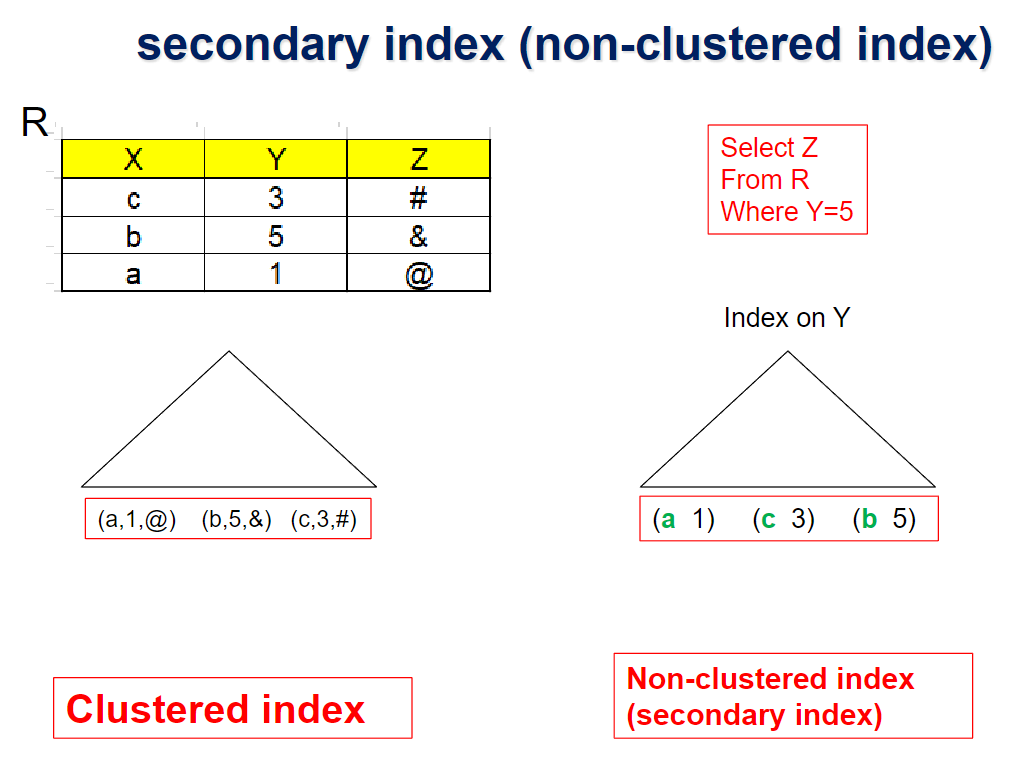 secondary index (non-clustered index)
R
X Y Z
c 3 #
b 5 &
a 1 @
Select Z
From R
Where Y=5
Index on Y
(a,1,@) (b,5,&) (c,3,#)
(a 1) (c 3) (b 5)
Clustered index
Non-clustered index
(secondary index)